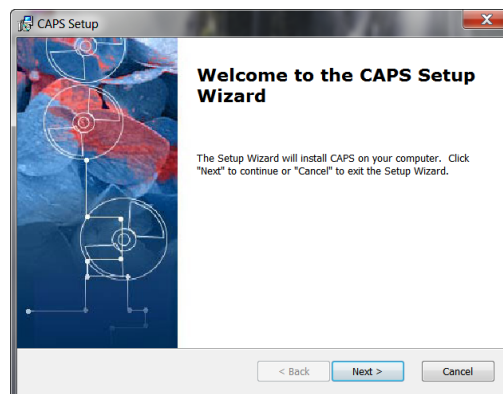 CAPS Setup
Welcome to the CAPS Setup
Wizard
The Setup Wizard will install CAPS on your computer. Click
"Next" to continue or "Cancel" to exit the Setup Wizard.
< Back
Next >
Cancel